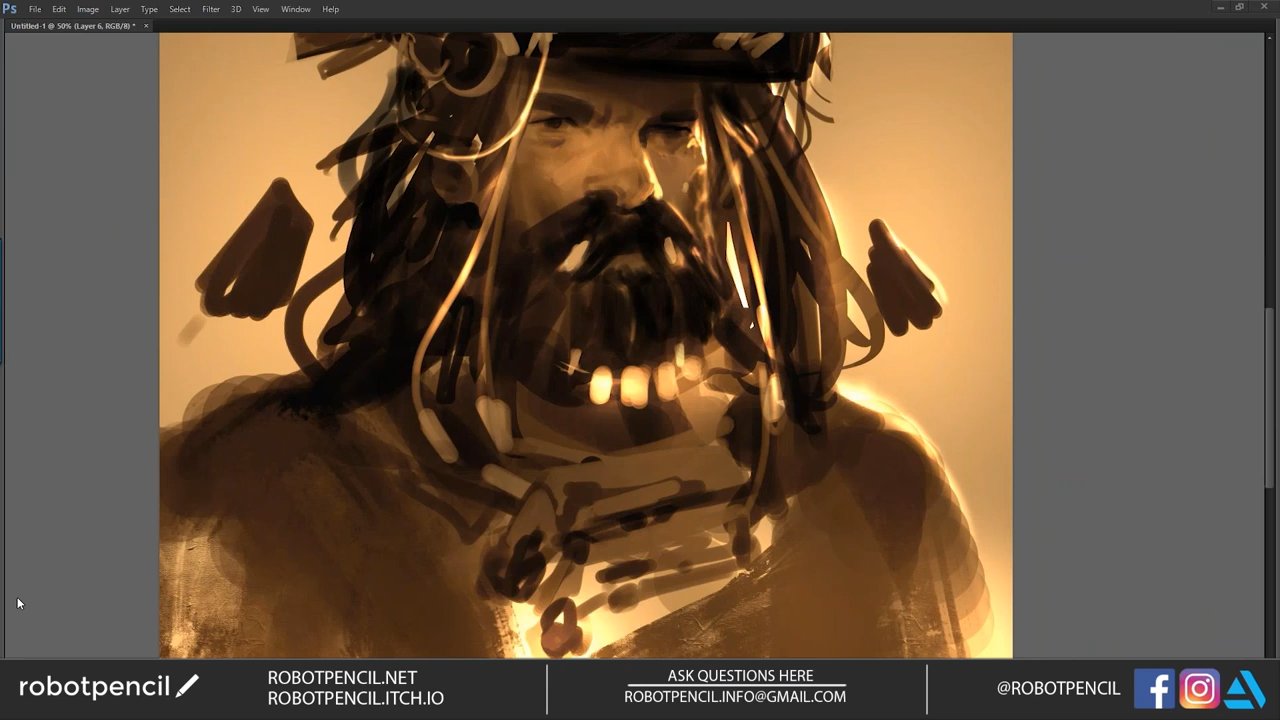 Ps File Edit Image Layer Type Select Filter 3D View Window Help
Untitled-1 @ 50% (Layer 6, RGB/8) * ×
robotpencil
ROBOTPENCIL.NET
ROBOTPENCIL.ITCH.IO
ASK QUESTIONS HERE
ROBOTPENCIL.INFO@GMAIL.COM
@ROBOTPENCIL